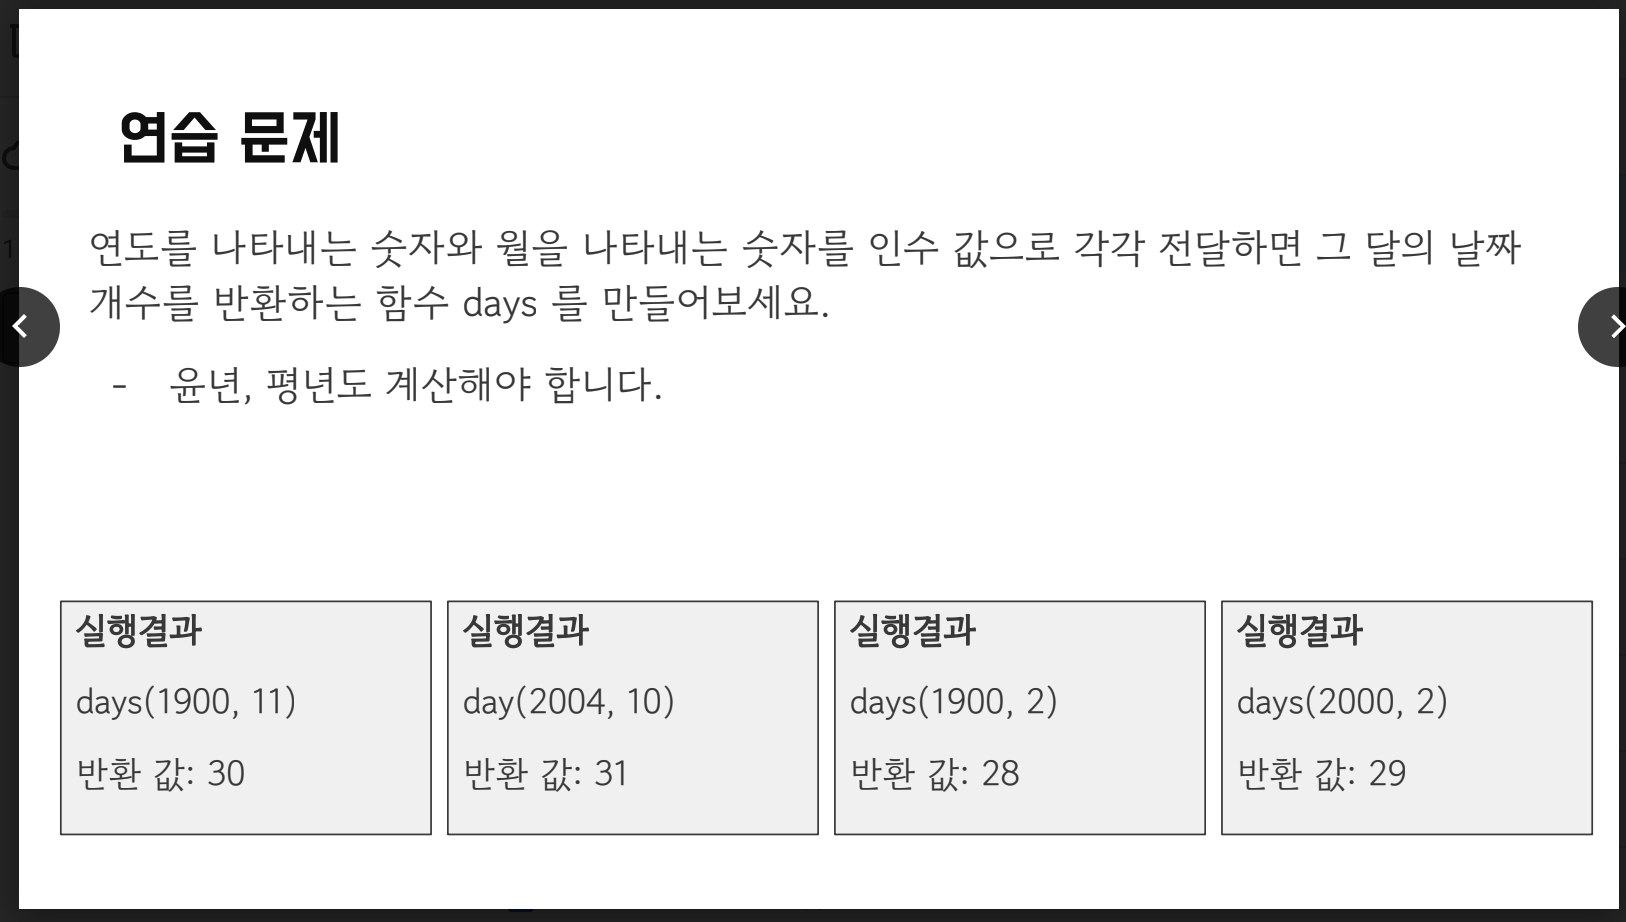 연습 문제
연도를 나타내는 숫자와 월을 나타내는 숫자를 인수 값으로 각각 전달하면 그 달의 날짜
개수를 반환하는 함수 days 를 만들어보세요.
- 윤년, 평년도 계산해야 합니다.
실행결과
days(1900, 11)
반환 값: 30
실행결과
day(2004, 10)
반환 값: 31
실행결과
days(1900, 2)
반환 값: 28
실행결과
days(2000, 2)
반환 값: 29